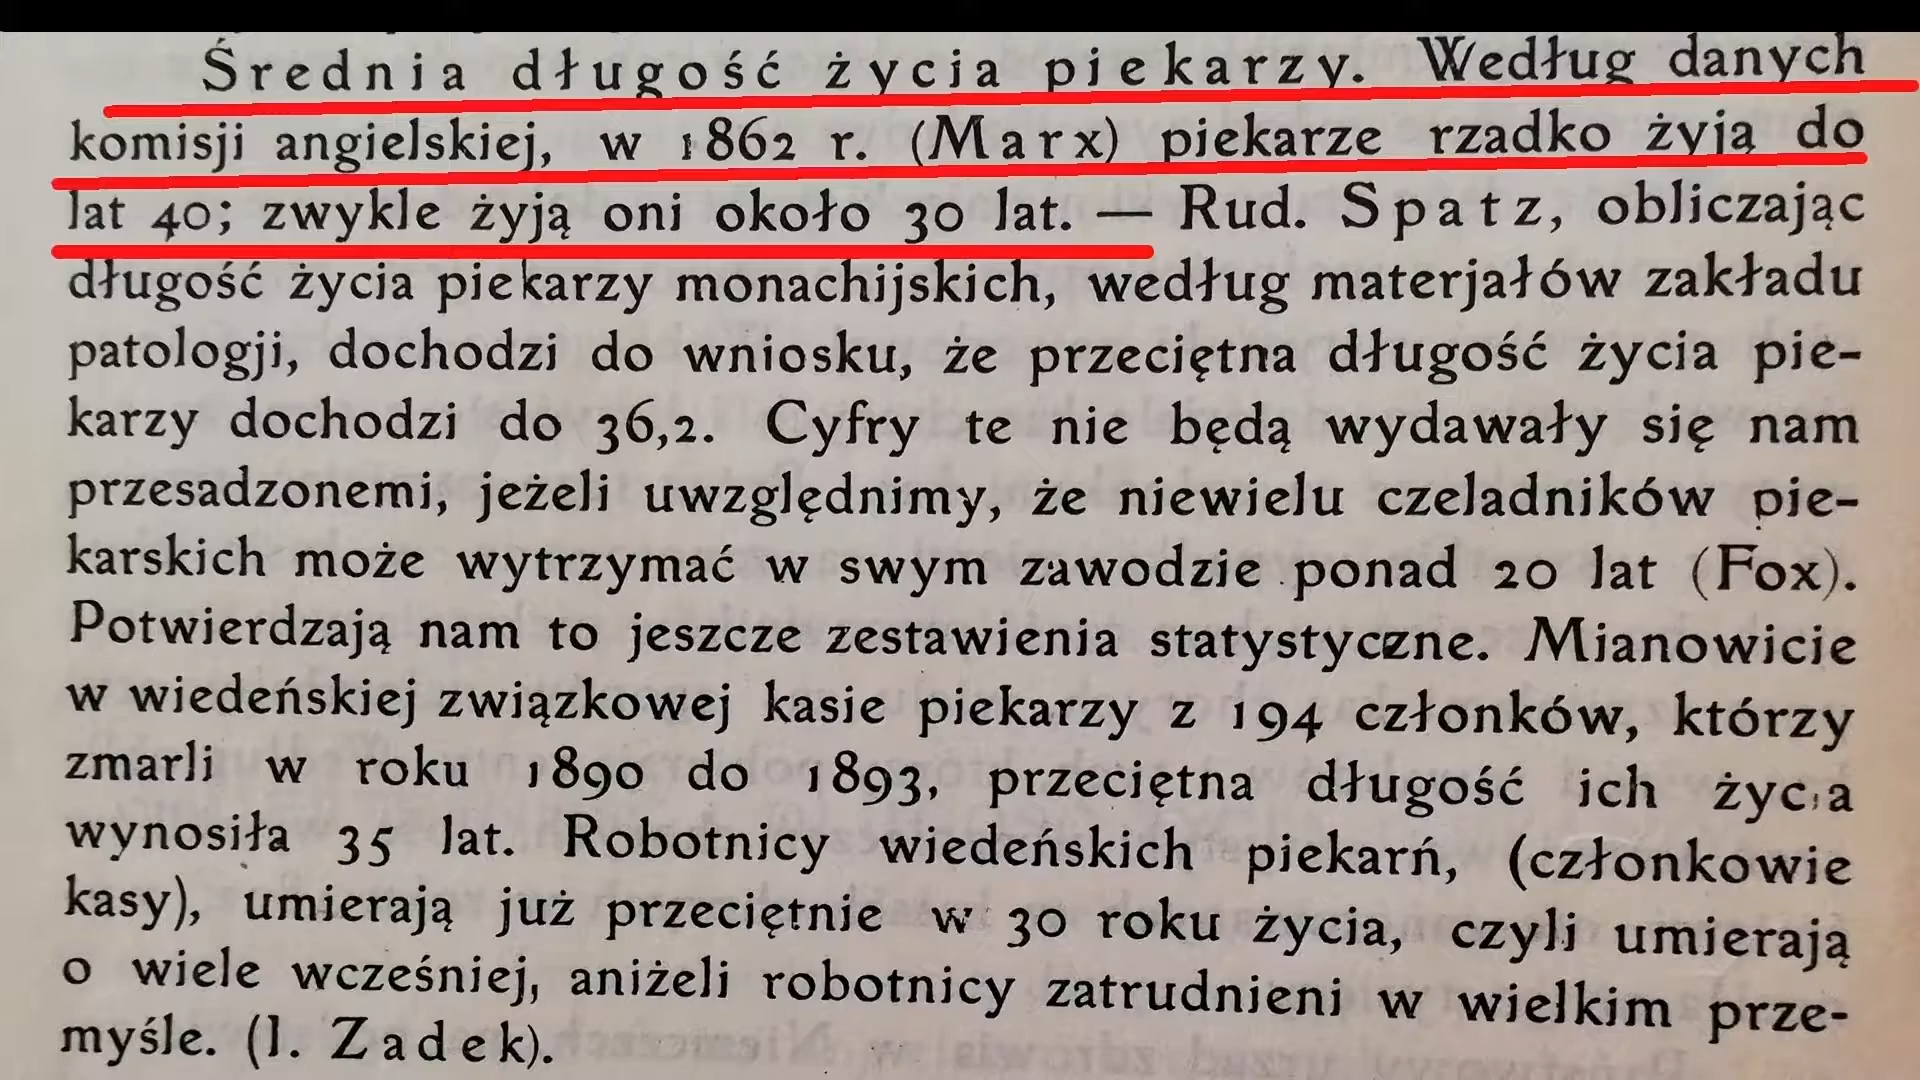 Średnia długość życia piekarzy. Według danych
komisji angielskiej, w 1862 r. (Marx) piekarze rzadko żyją do
lat 40; zwykle żyją oni około 30 lat. — Rud. Spatz, obliczając
długość życia piekarzy monachijskich, według materjałów zakładu
patologji, dochodzi do wniosku, że przeciętna długość życia pie-
karzy dochodzi do 36,2. Cyfry te nie będą wydawały się nam
przesadzonemi, jeżeli uwzględnimy, że niewielu czeladników pie-
karskich może wytrzymać w swym zawodzie ponad 20 lat (Fox).
Potwierdzają nam to jeszcze zestawienia statystyczne. Mianowicie
w wiedeńskiej związkowej kasie piekarzy z 194 członków, którzy
zmarli w roku 1890 do 1893, przeciętna długość ich życia
wynosiła 35 lat. Robotnicy wiedeńskich piekarń, (członkowie
kasy), umierają już przeciętnie w 30 roku życia, czyli umierają
o wiele wcześniej, aniżeli robotnicy zatrudnieni w wielkim prze-
myśle. (I. Zadek).